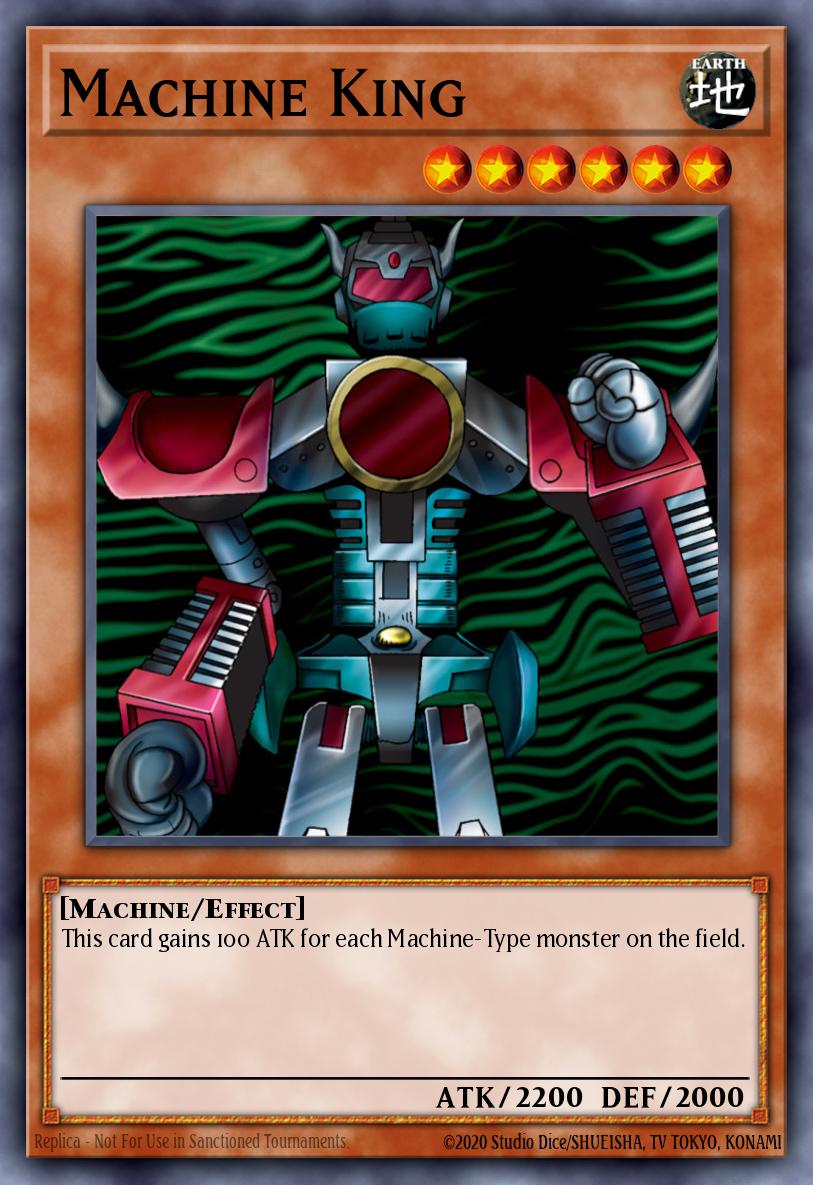 Machine King
EARTH
地
[Machine/Effect]
This card gains 100 ATK for each Machine-Type monster on the field.
ATK/2200 DEF/2000
Replica - Not For Use in Sanctioned Tournaments.
©2020 Studio Dice/SHUEISHA, TV TOKYO, KONAMI